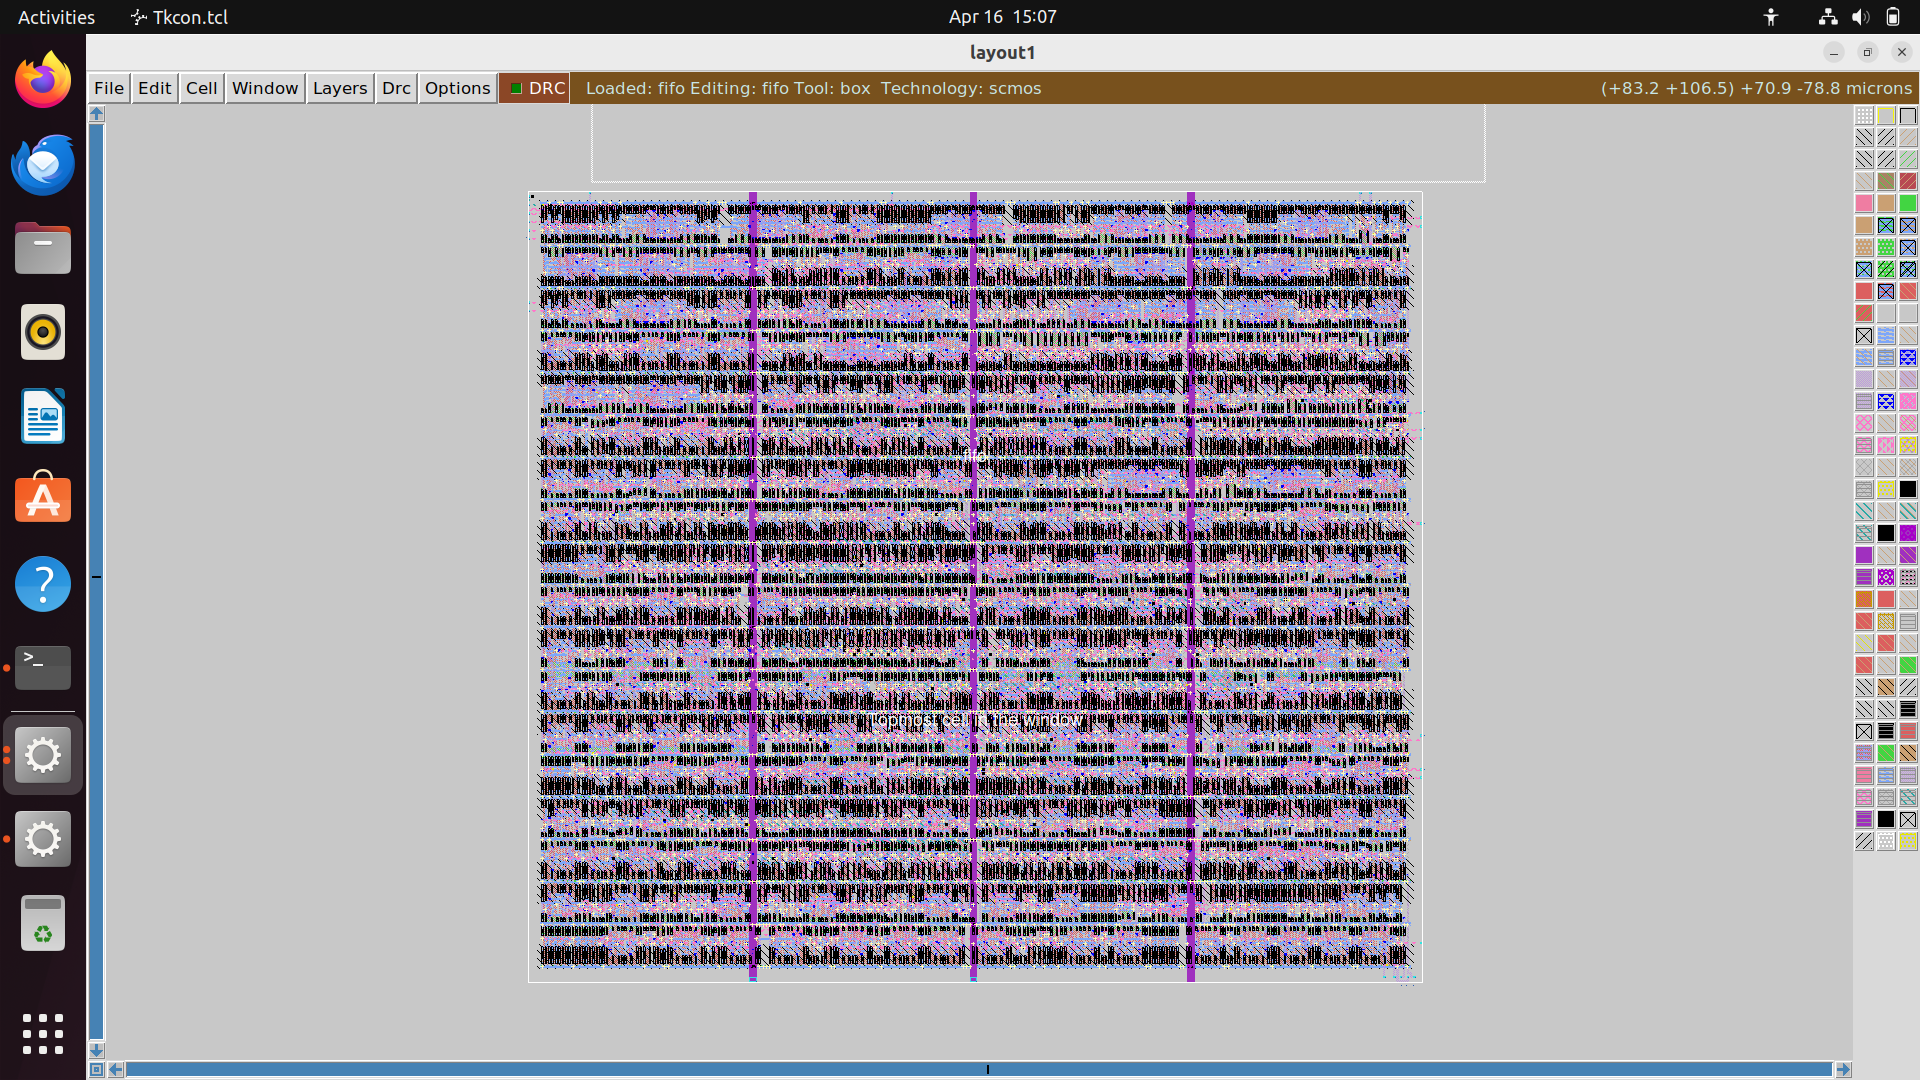 Activities Tkcon.tcl Apr 16 15:07
layout1
File Edit Cell Window Layers Drc Options DRC Loaded: fifo Editing: fifo Tool: box Technology: scmos (+83.2 +106.5) +70.9 -78.8 microns
fifo
Topmost cell in the window